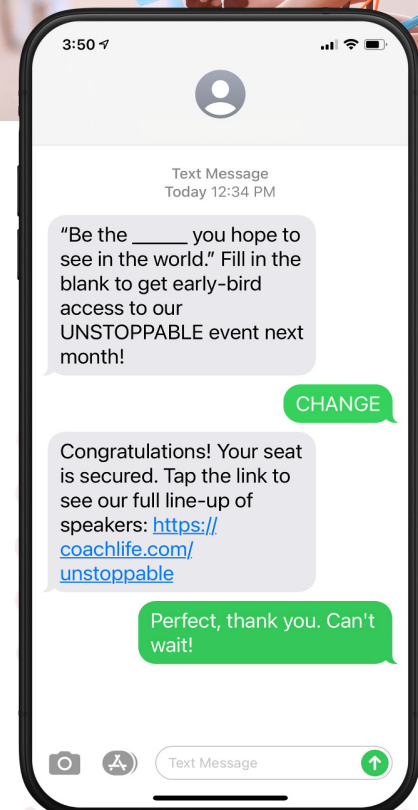 3:50
Text Message
Today 12:34 PM
“Be the _____ you hope to
see in the world.” Fill in the
blank to get early-bird
access to our
UNSTOPPABLE event next
month!
CHANGE
Congratulations! Your seat
is secured. Tap the link to
see our full line-up of
speakers: https://
coachlife.com/
unstoppable
Perfect, thank you. Can't
wait!
Text Message